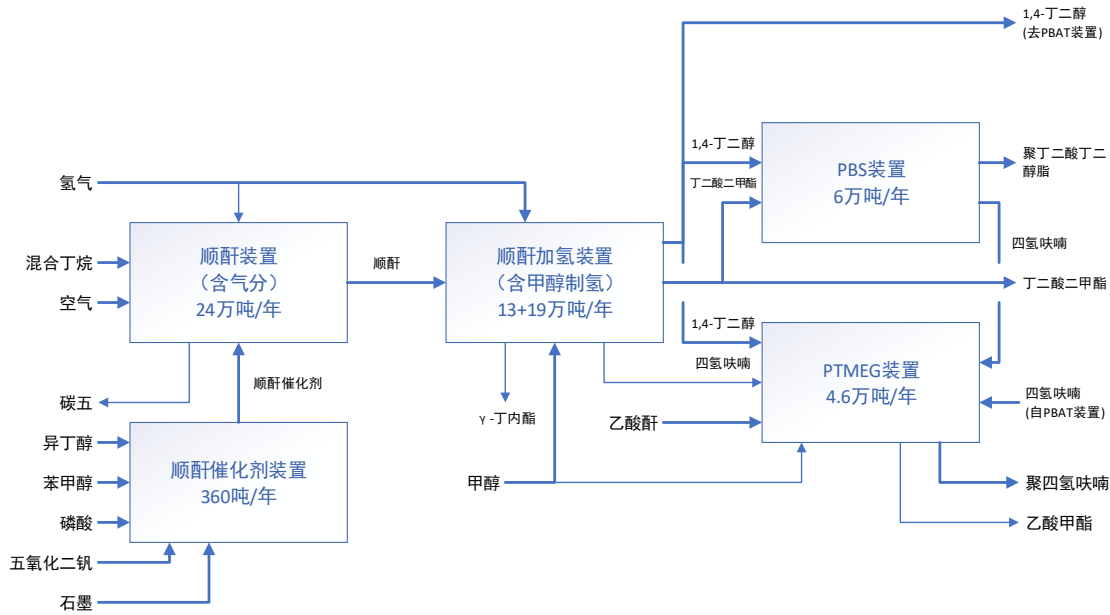 1,4-丁二醇
(去PBAT装置)
1,4-丁二醇
PBS装置
6万吨/年
聚丁二酸丁二
醇脂
氢气
丁二酸二甲酯
四氢呋喃
混合丁烷
空气
顺酐装置
（含气分）
24万吨/年
顺酐
顺酐加氢装置
（含甲醇制氢）
13+19万吨/年
丁二酸二甲酯
1,4-丁二醇
四氢呋喃
PTMEG装置
4.6万吨/年
四氢呋喃
(自PBAT装置)
碳五
顺酐催化剂
γ-丁内酯
乙酸酐
异丁醇
苯甲醇
磷酸
顺酐催化剂装置
360吨/年
甲醇
聚四氢呋喃
乙酸甲酯
五氧化二钒
石墨